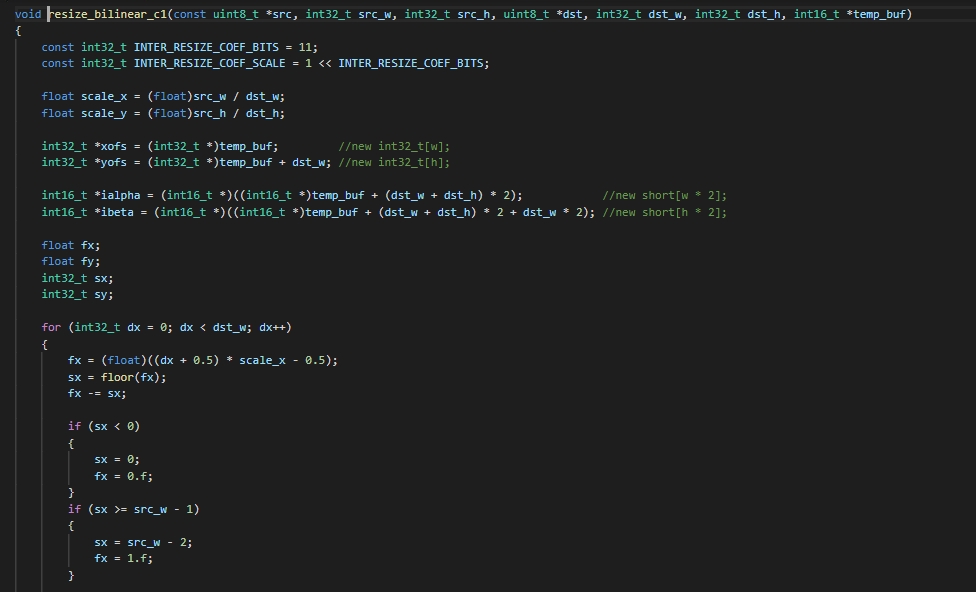 void resize_bilinear_c1(const uint8_t *src, int32_t src_w, int32_t src_h, uint8_t *dst, int32_t dst_w, int32_t dst_h, int16_t *temp_buf)
{
    const int32_t INTER_RESIZE_COEF_BITS = 11;
    const int32_t INTER_RESIZE_COEF_SCALE = 1 << INTER_RESIZE_COEF_BITS;

    float scale_x = (float)src_w / dst_w;
    float scale_y = (float)src_h / dst_h;

    int32_t *xofs = (int32_t *)temp_buf;         //new int32_t[w];
    int32_t *yofs = (int32_t *)temp_buf + dst_w; //new int32_t[h];

    int16_t *ialpha = (int16_t *)((int16_t *)temp_buf + (dst_w + dst_h) * 2);            //new short[w * 2];
    int16_t *ibeta = (int16_t *)((int16_t *)temp_buf + (dst_w + dst_h) * 2 + dst_w * 2); //new short[h * 2];

    float fx;
    float fy;
    int32_t sx;
    int32_t sy;

    for (int32_t dx = 0; dx < dst_w; dx++)
    {
        fx = (float)((dx + 0.5) * scale_x - 0.5);
        sx = floor(fx);
        fx -= sx;

        if (sx < 0)
        {
            sx = 0;
            fx = 0.f;
        }
        if (sx >= src_w - 1)
        {
            sx = src_w - 2;
            fx = 1.f;
        }